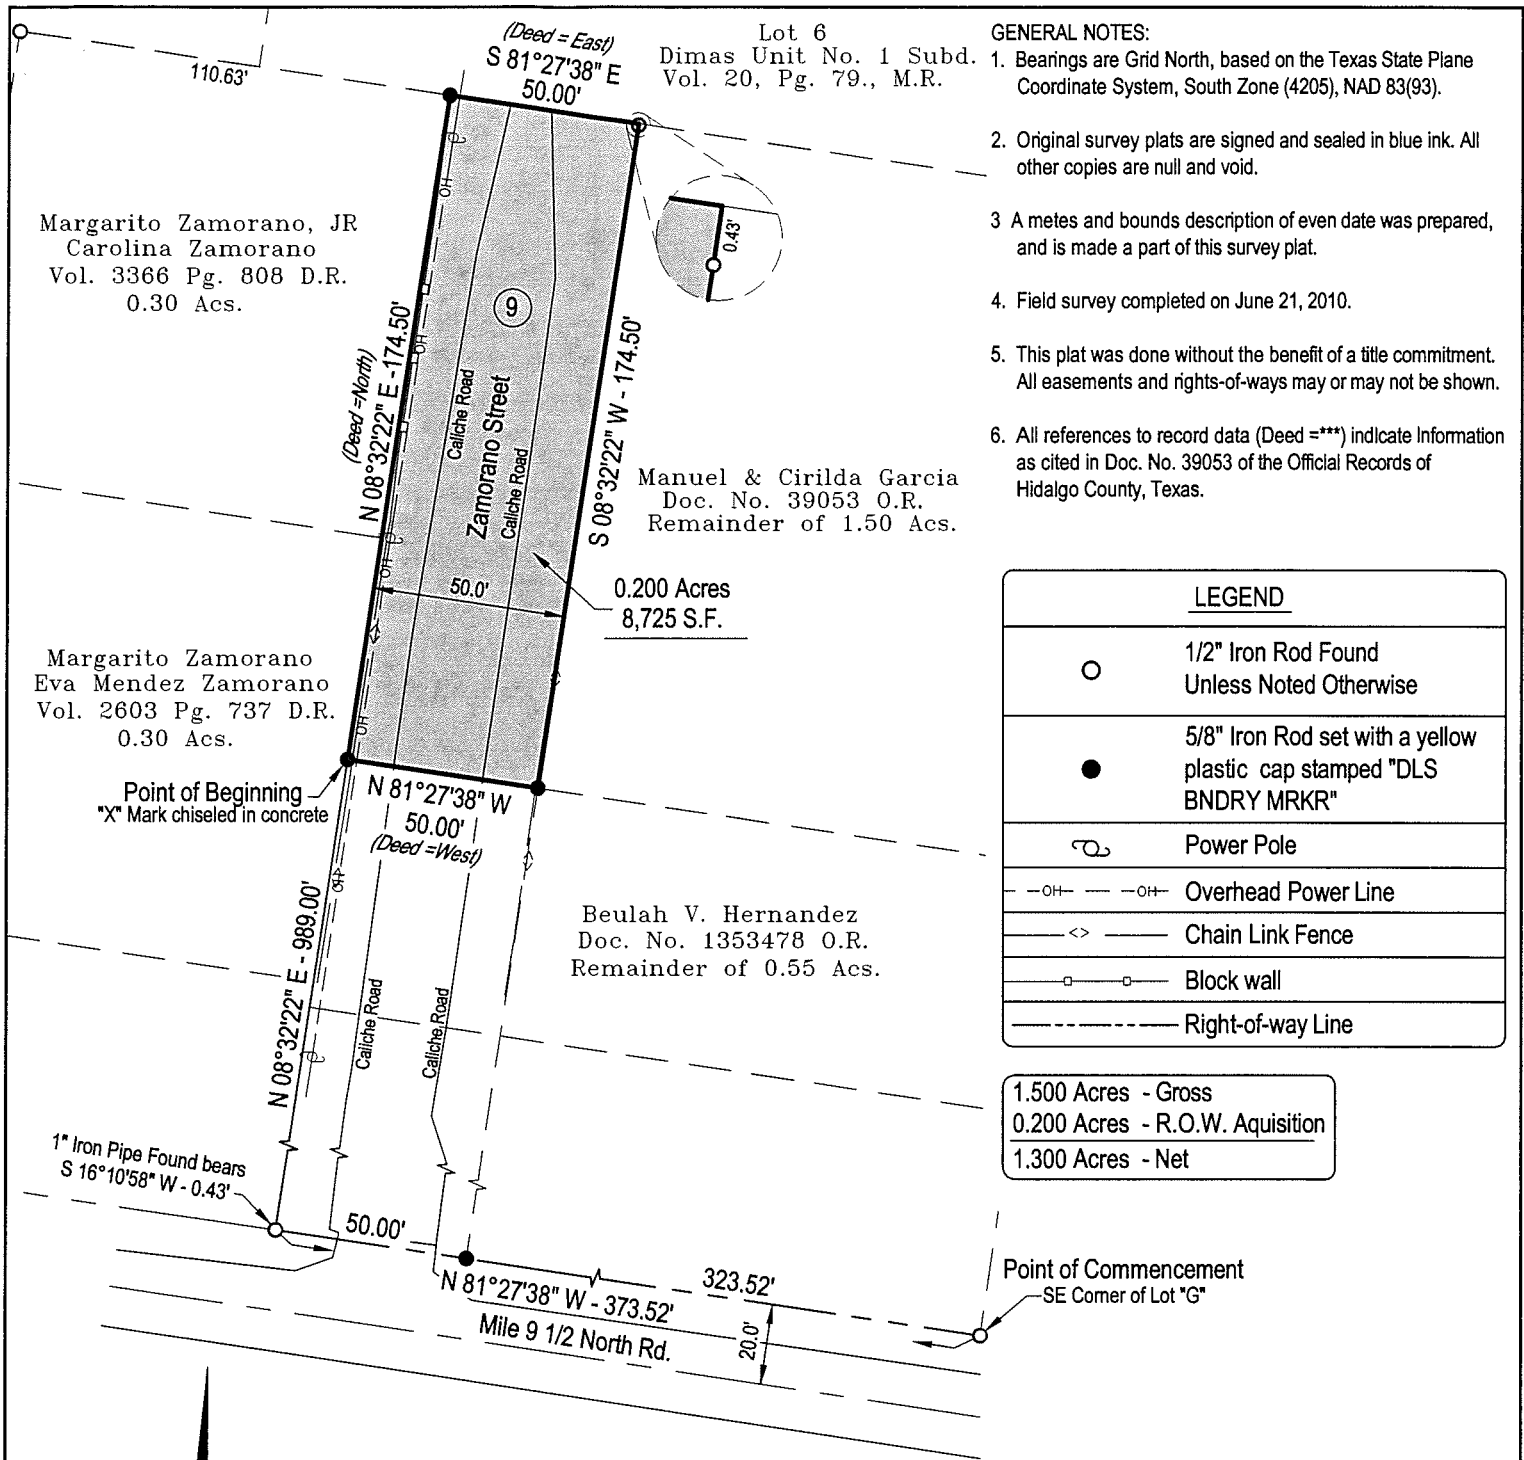 (Deed = East)
S 81°27'38" E
50.00'
110.63'
Lot 6
Dimas Unit No. 1 Subd.
Vol. 20, Pg. 79., M.R.
0.43'
Margarito Zamorano, JR
Carolina Zamorano
Vol. 3366 Pg. 808 D.R.
0.30 Acs.
(Deed =North)
N 08°32'22" E -174.50'
OH
OH
OH
OH
9
Caliche Road
Zamorano Street
Caliche Road
S 08°32'22" W - 174.50'
Manuel & Cirilda Garcia
Doc. No. 39053 O.R.
Remainder of 1.50 Acs.
50.0'
0.200 Acres
8,725 S.F.
Margarito Zamorano
Eva Mendez Zamorano
Vol. 2603 Pg. 737 D.R.
0.30 Acs.
Point of Beginning
"X" Mark chiseled in concrete
N 81°27'38" W
50.00'
(Deed =West)
OH
N 08°32'22" E - 989.00'
Caliche Road
Caliche Road
Beulah V. Hernandez
Doc. No. 1353478 O.R.
Remainder of 0.55 Acs.
1" Iron Pipe Found bears
S 16°10'58" W - 0.43'
50.00'
323.52'
N 81°27'38" W - 373.52'
Mile 9 1/2 North Rd.
20.0'
Point of Commencement
SE Corner of Lot "G"
GENERAL NOTES:
1. Bearings are Grid North, based on the Texas State Plane
Coordinate System, South Zone (4205), NAD 83(93).
2. Original survey plats are signed and sealed in blue ink. All
other copies are null and void.
3 A metes and bounds description of even date was prepared,
and is made a part of this survey plat.
4. Field survey completed on June 21, 2010.
5. This plat was done without the benefit of a title commitment.
All easements and rights-of-ways may or may not be shown.
6. All references to record data (Deed =***) indicate Information
as cited in Doc. No. 39053 of the Official Records of
Hidalgo County, Texas.
LEGEND
1/2" Iron Rod Found
Unless Noted Otherwise
5/8" Iron Rod set with a yellow
plastic cap stamped "DLS
BNDRY MRKR"
Power Pole
OH OH Overhead Power Line
Chain Link Fence
Block wall
Right-of-way Line
1.500 Acres - Gross
0.200 Acres - R.O.W. Aquisition
1.300 Acres - Net